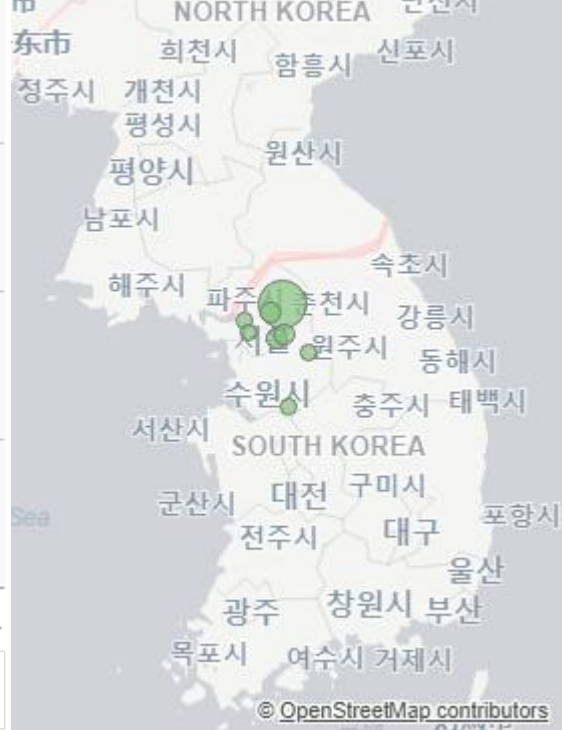 NORTH KOREA
东市
희천시
함흥시
신포시
정주시
개천시
평성시
원산시
평양시
남포시
해주시
속초시
파주시
춘천시
강릉시
서울
원주시
동해시
수원시
충주시
태백시
서산시
SOUTH KOREA
군산시
대전
구미시
Sea
포항시
전주시
대구
울산
광주
창원시
부산
목포시
여수시
거제시
© OpenStreetMap contributors